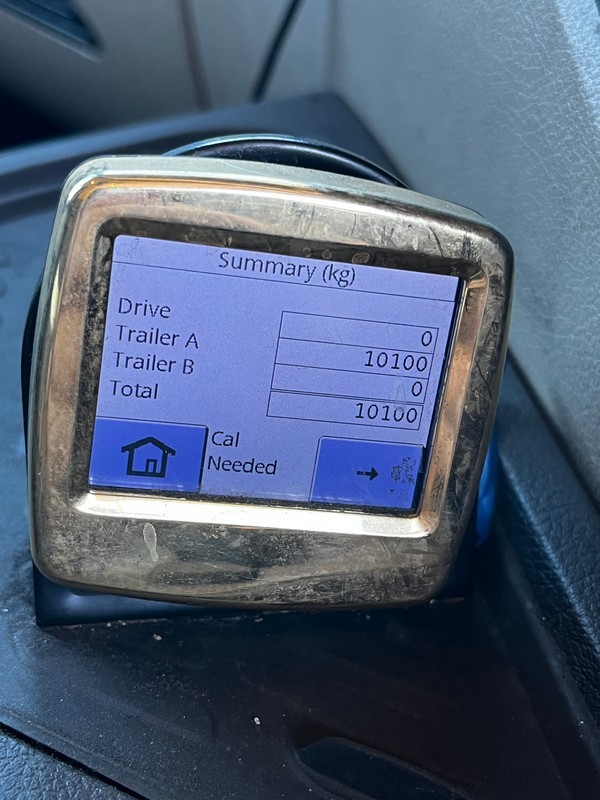 Summary (kg)
Drive 0
Trailer A 10100
Trailer B 0
Total 10100
Cal
Needed